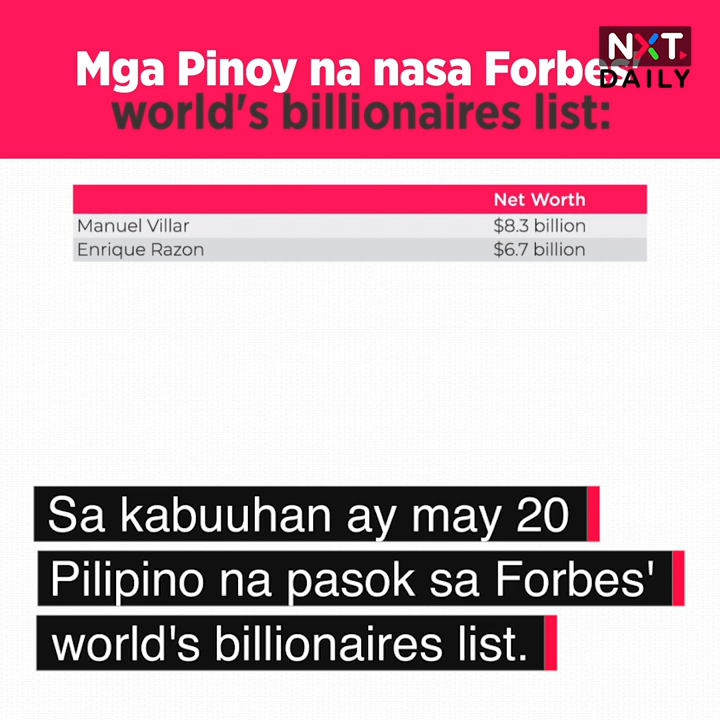 Mga Pinoy na nasa Forbes'
NXT.
DAILY
world's billionaires list:
Net Worth
Manuel Villar $8.3 billion
Enrique Razon $6.7 billion
Sa kabuuhan ay may 20
Pilipino na pasok sa Forbes'
world's billionaires list.